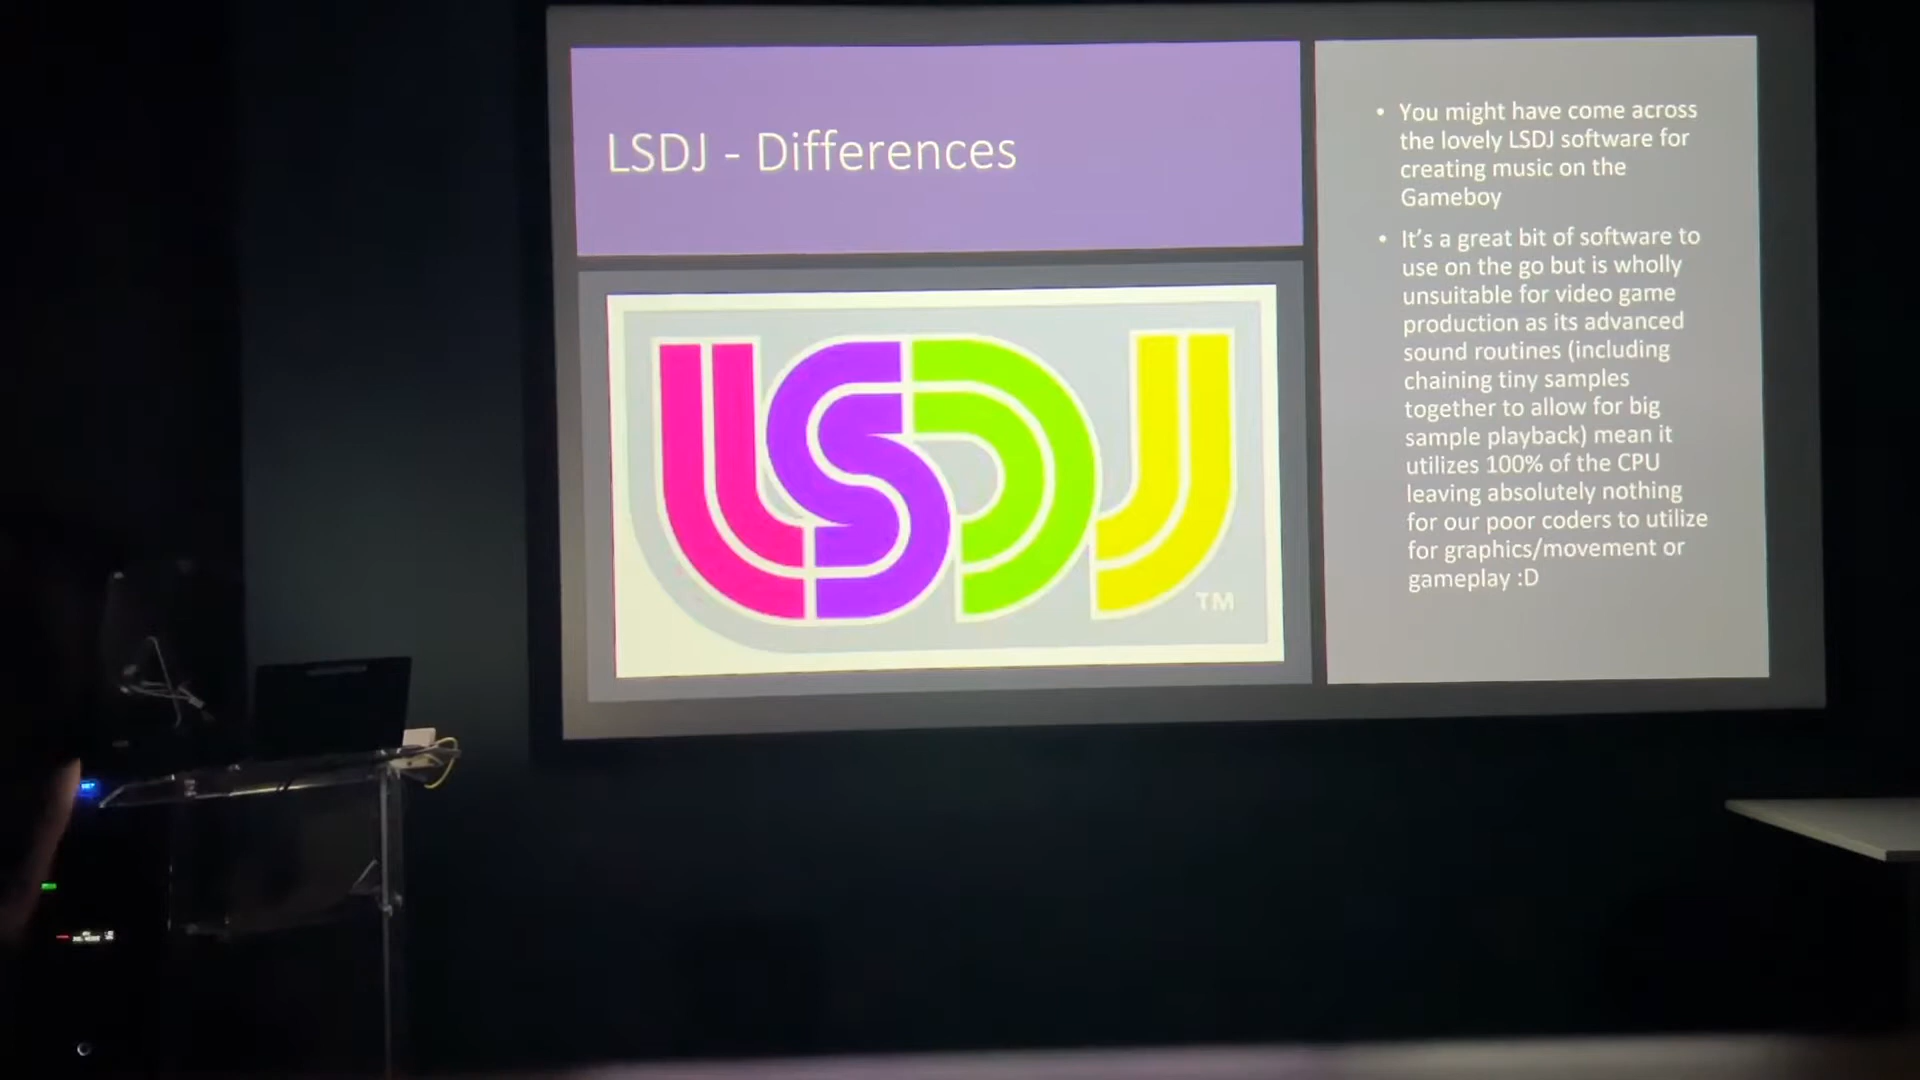 LSDJ - Differences
LSDJ
TM
• You might have come across
the lovely LSDJ software for
creating music on the
Gameboy
• It's a great bit of software to
use on the go but is wholly
unsuitable for video game
production as its advanced
sound routines (including
chaining tiny samples
together to allow for big
sample playback) mean it
utilizes 100% of the CPU
leaving absolutely nothing
for our poor coders to utilize
for graphics/movement or
gameplay :D